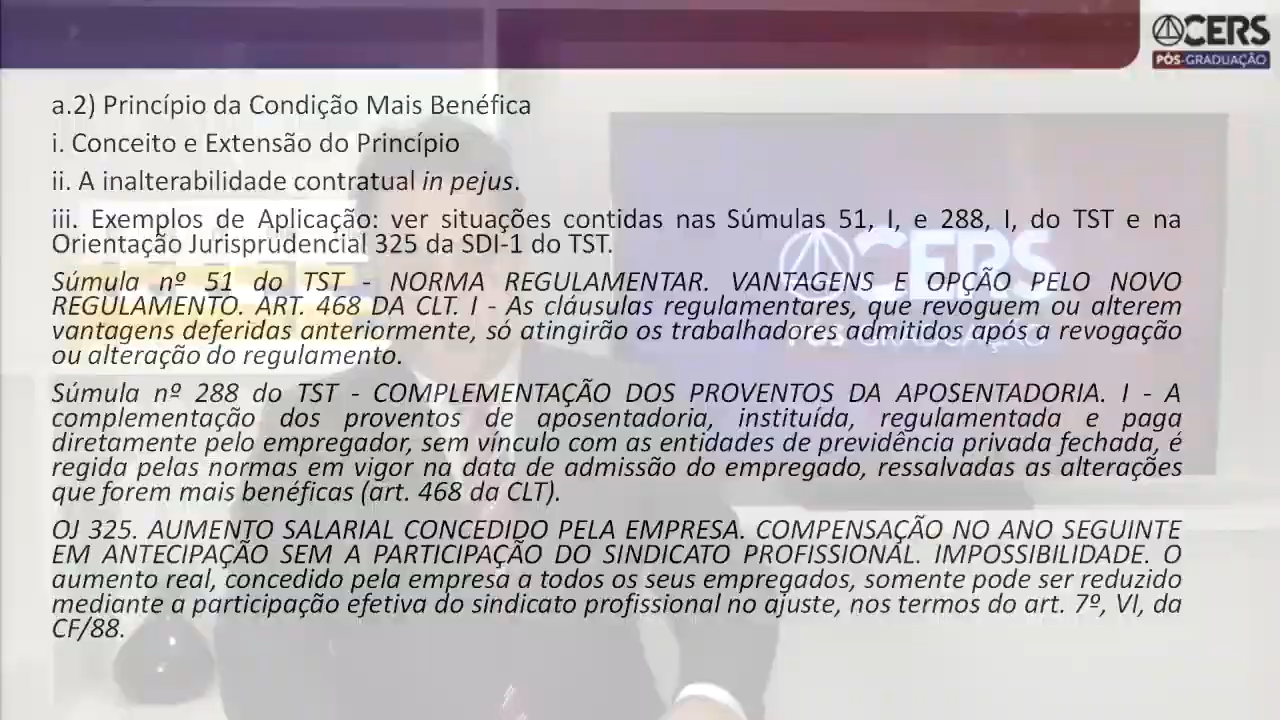 CERS
PÓS-GRADUAÇÃO
a.2) Princípio da Condição Mais Benéfica
i. Conceito e Extensão do Princípio
ii. A inalterabilidade contratual in pejus.
iii. Exemplos de Aplicação: ver situações contidas nas Súmulas 51, I, e 288, I, do TST e na
Orientação Jurisprudencial 325 da SDI-1 do TST.
Súmula nº 51 do TST - NORMA REGULAMENTAR. VANTAGENS E OPÇÃO PELO NOVO
REGULAMENTO. ART. 468 DA CLT. I - As cláusulas regulamentares, que revoguem ou alterem
vantagens deferidas anteriormente, só atingirão os trabalhadores admitidos após a revogação
ou alteração do regulamento.
Súmula nº 288 do TST - COMPLEMENTAÇÃO DOS PROVENTOS DA APOSENTADORIA. I - A
complementação dos proventos de aposentadoria, instituída, regulamentada e paga
diretamente pelo empregador, sem vínculo com as entidades de previdência privada fechada, é
regida pelas normas em vigor na data de admissão do empregado, ressalvadas as alterações
que forem mais benéficas (art. 468 da CLT).
OJ 325. AUMENTO SALARIAL CONCEDIDO PELA EMPRESA. COMPENSAÇÃO NO ANO SEGUINTE
EM ANTECIPAÇÃO SEM A PARTICIPAÇÃO DO SINDICATO PROFISSIONAL. IMPOSSIBILIDADE. O
aumento real, concedido pela empresa a todos os seus empregados, somente pode ser reduzido
mediante a participação efetiva do sindicato profissional no ajuste, nos termos do art. 7º, VI, da
CF/88.
CERS
PÓS-GRADUAÇÃO